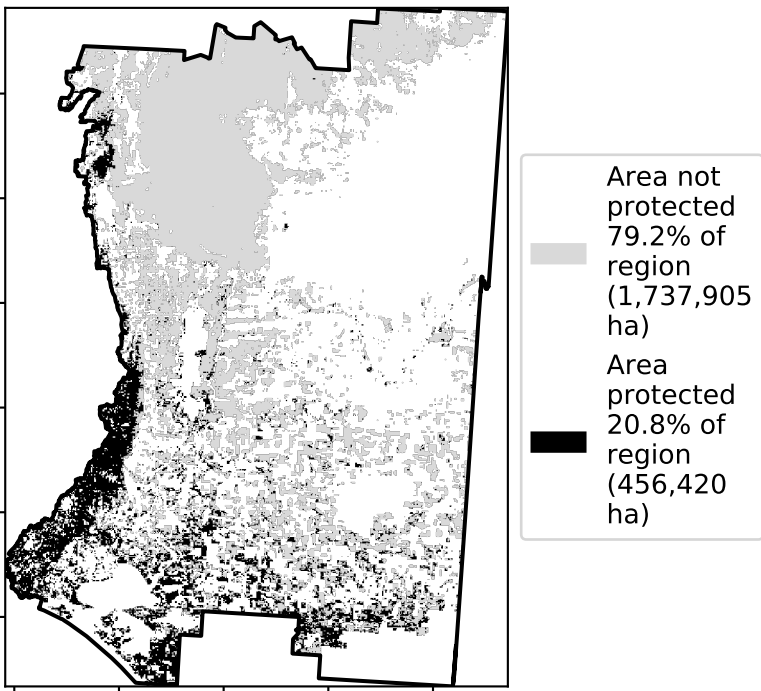 Area not
protected
79.2% of
region
(1,737,905
ha)
Area
protected
20.8% of
region
(456,420
ha)